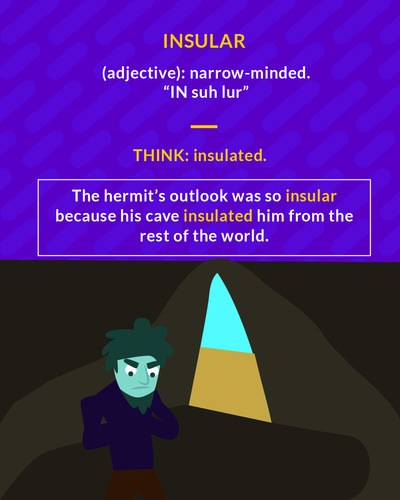 INSULAR
(adjective): narrow-minded.
“IN suh lur”
THINK: insulated.
The hermit’s outlook was so insular
because his cave insulated him from the
rest of the world.